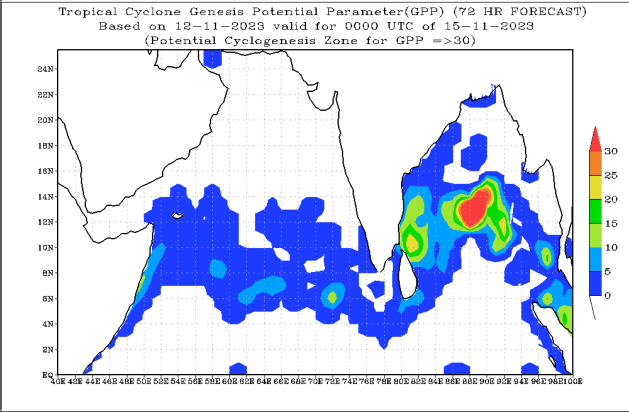 Tropical Cyclone Genesis Potential Parameter(GPP) (72 HR FORECAST)
Based on 12-11-2023 valid for 0000 UTC of 15-11-2023
(Potential Cyclogenesis Zone for GPP =>30)
24N
22N
20N
18N
16N
14N
12N
10N
8N
6N
4N
2N
EQ
40E 42E 44E 46E 48E 50E 52E 54E 56E 58E 60E 62E 64E 66E 68E 70E 72E 74E 76E 78E 80E 82E 84E 86E 88E 90E 92E 94E 96E 98E 100E
30
25
20
15
10
5
0